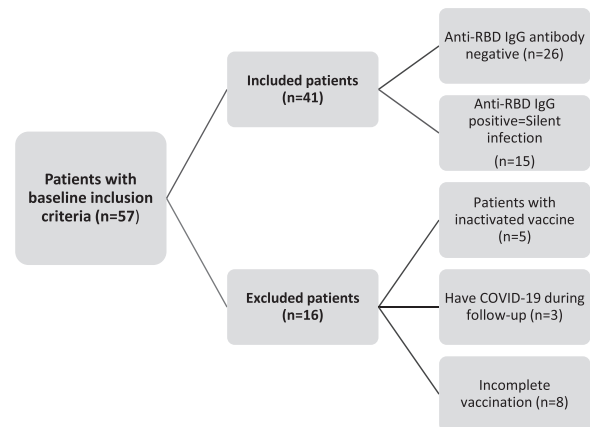 Patients with
baseline inclusion
criteria (n=57)
Included patients
(n=41)
Anti-RBD IgG antibody
negative (n=26)
Anti-RBD IgG
positive=Silent
infection
(n=15)
Excluded patients
(n=16)
Patients with
inactivated vaccine
(n=5)
Have COVID-19 during
follow-up (n=3)
Incomplete
vaccination (n=8)